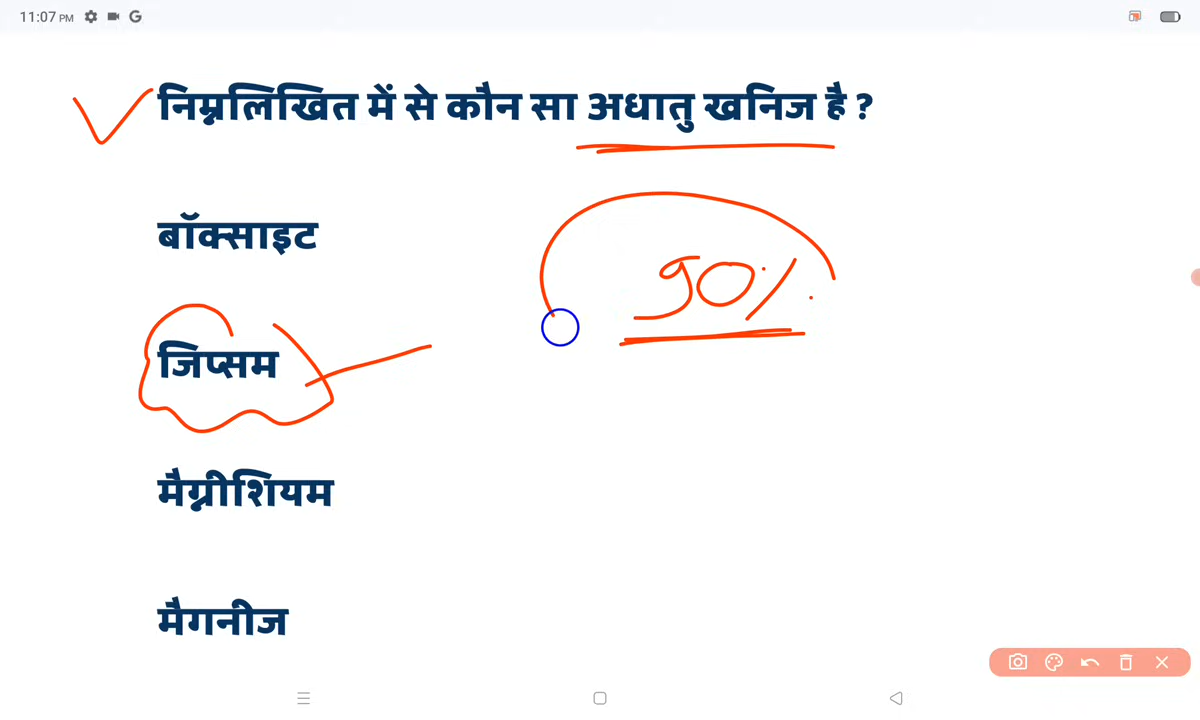 11:07 PM
निम्नलिखित में से कौन सा अधातु खनिज है ?
बॉक्साइट
90%
जिप्सम
मैग्नीशियम
मैगनीज